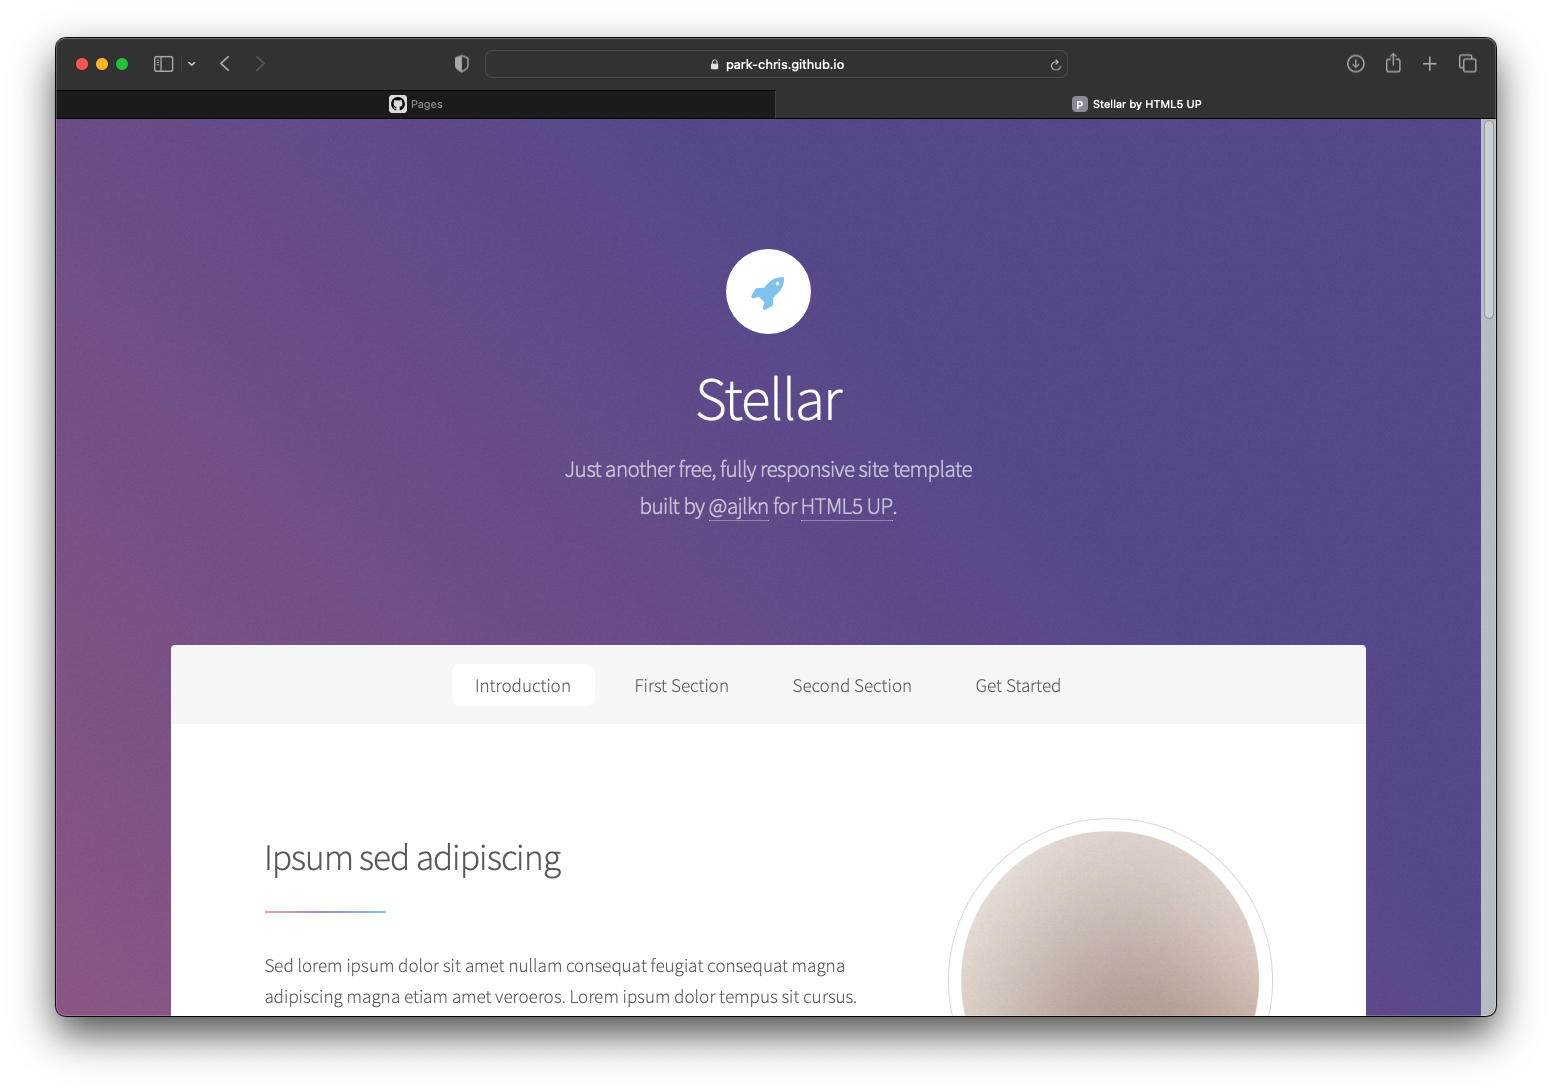 park-chris.github.io
Pages
P Stellar by HTML5 UP
Stellar
Just another free, fully responsive site template
built by @ajlkn for HTML5 UP.
Introduction First Section Second Section Get Started
Ipsum sed adipiscing
Sed lorem ipsum dolor sit amet nullam consequat feugiat consequat magna
adipiscing magna etiam amet veroeros. Lorem ipsum dolor tempus sit cursus.